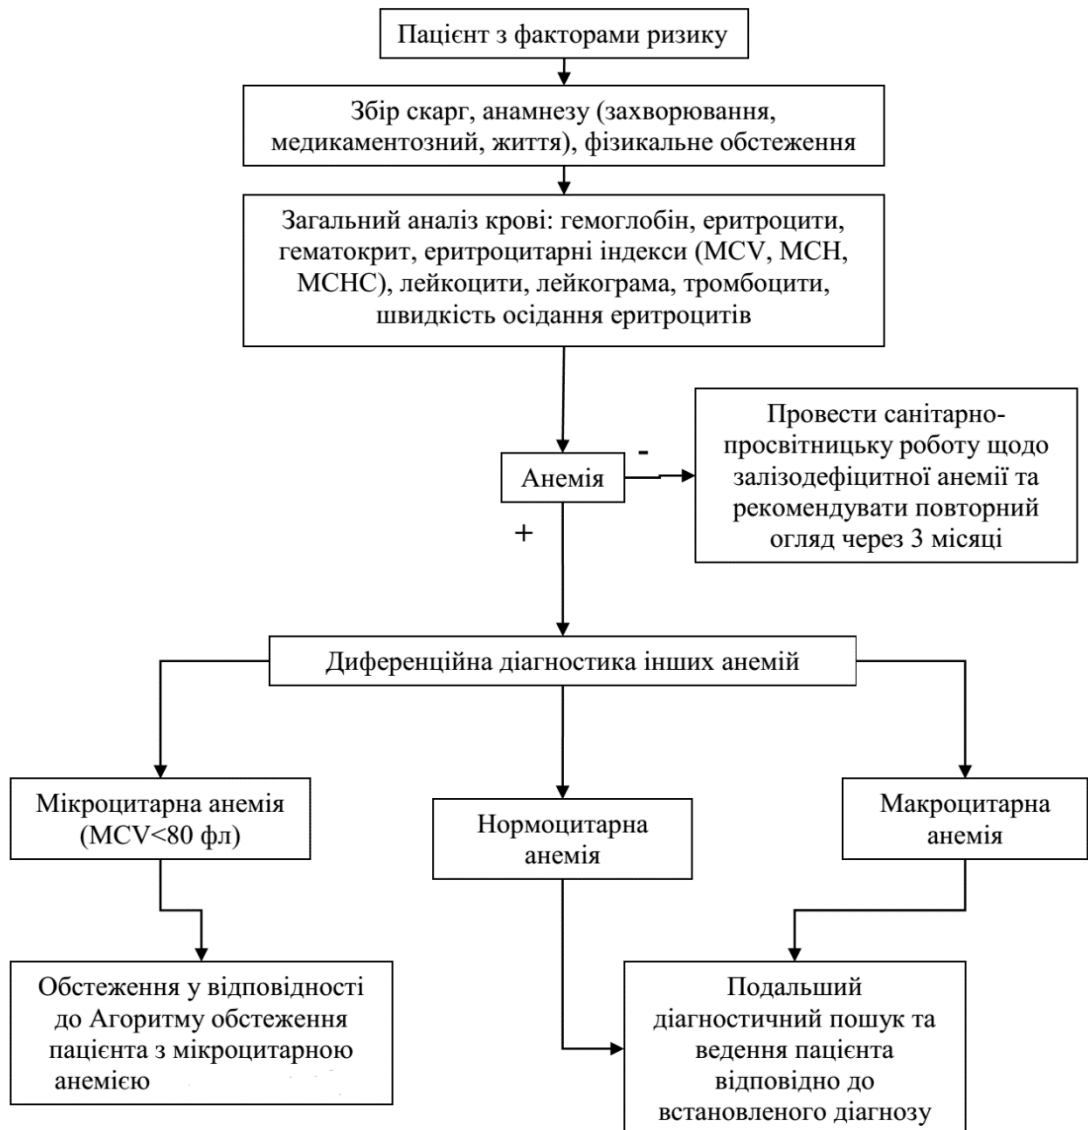 Пацієнт з факторами ризику
Збір скарг, анамнезу (захворювання,
медикаментозний, життя), фізикальне обстеження
Загальний аналіз крові: гемоглобін, еритроцити,
гематокрит, еритроцитарні індекси (MCV, MCH,
MCHC), лейкоцити, лейкограма, тромбоцити,
швидкість осідання еритроцитів
Анемія
-
Провести санітарно-
просвітницьку роботу щодо
залізодефіцитної анемії та
рекомендувати повторний
огляд через 3 місяці
+
Диференційна діагностика інших анемій
Мікроцитарна анемія
(MCV<80 фл)
Нормоцитарна
анемія
Макроцитарна
анемія
Обстеження у відповідності
до Агоритму обстеження
пацієнта з мікроцитарною
анемією
Подальший
діагностичний пошук та
ведення пацієнта
відповідно до
встановленого діагнозу